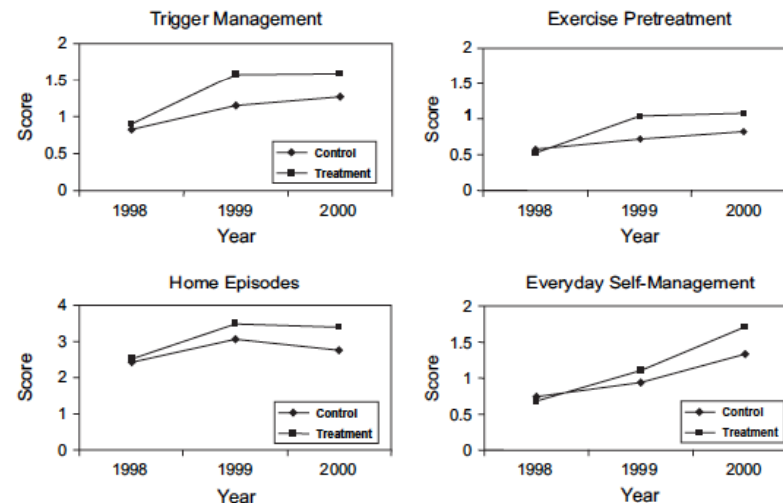 Trigger Management
2
1.5
1
0.5
0
Score
Control
Treatment
1998 1999 2000
Year
Exercise Pretreatment
2
1.5
1
0.5
0
Score
Control
Treatment
1998 1999 2000
Year
Home Episodes
4
3
2
1
0
Score
Control
Treatment
1998 1999 2000
Year
Everyday Self-Management
2
1.5
1
0.5
0
Score
Control
Treatment
1998 1999 2000
Year